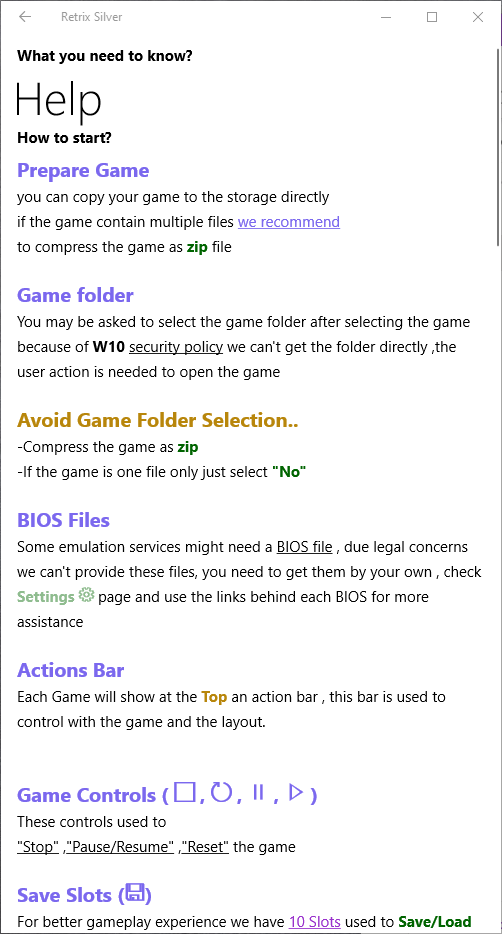 Retrix Silver
What you need to know?
Help
How to start?
Prepare Game
you can copy your game to the storage directly
if the game contain multiple files we recommend
to compress the game as zip file
Game folder
You may be asked to select the game folder after selecting the game
because of W10 security policy we can't get the folder directly ,the
user action is needed to open the game
Avoid Game Folder Selection..
-Compress the game as zip
-If the game is one file only just select "No"
BIOS Files
Some emulation services might need a BIOS file , due legal concerns
we can't provide these files, you need to get them by your own , check
Settings page and use the links behind each BIOS for more
assistance
Actions Bar
Each Game will show at the Top an action bar , this bar is used to
control with the game and the layout.
Game Controls ( , , , )
These controls used to
"Stop" ,"Pause/Resume" ,"Reset" the game
Save Slots ()
For better gameplay experience we have 10 Slots used to Save/Load